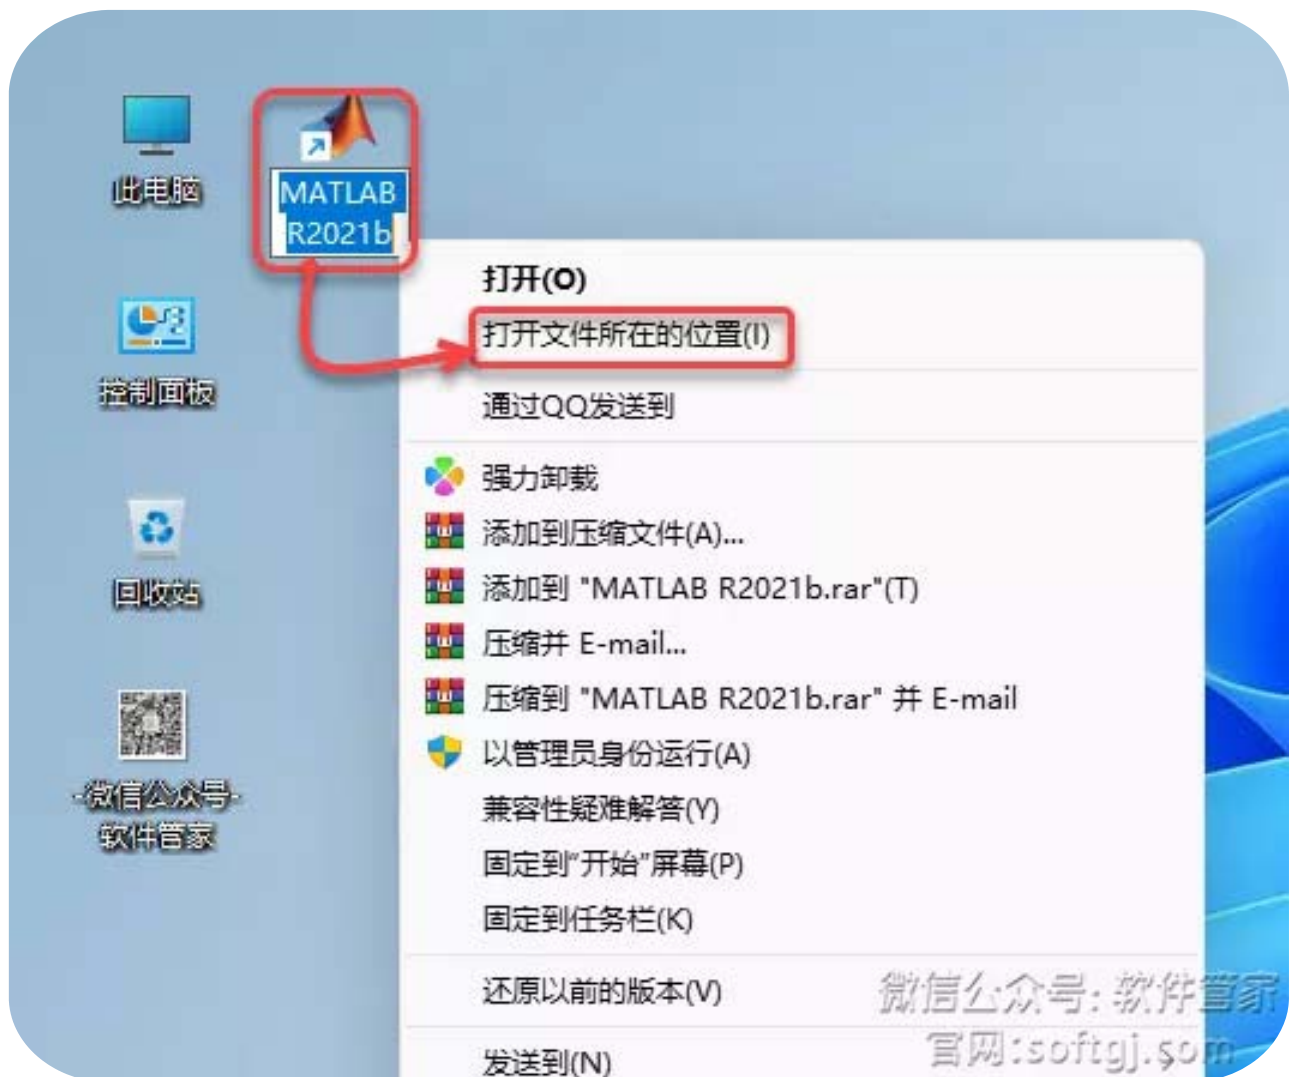 此电脑
MATLAB
R2021b
控制面板
回收站
-微信公众号-
软件管家
打开(O)
打开文件所在的位置(I)
通过QQ发送到
强力卸载
添加到压缩文件(A)...
添加到 "MATLAB R2021b.rar"(T)
压缩并 E-mail...
压缩到 "MATLAB R2021b.rar" 并 E-mail
以管理员身份运行(A)
兼容性疑难解答(Y)
固定到“开始”屏幕(P)
固定到任务栏(K)
还原以前的版本(V)
发送到(N)
微信公众号: 软件管家
官网:softgj.com